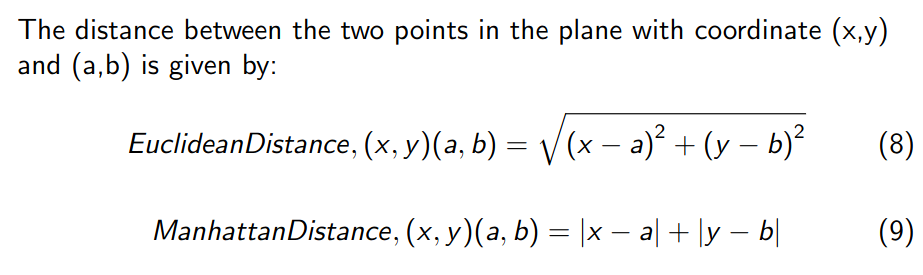 The distance between the two points in the plane with coordinate (x,y)
and (a,b) is given by:
EuclideanDistance, (x, y)(a, b) = √(x − a)² + (y − b)² (8)
ManhattanDistance, (x, y)(a, b) = |x − a| + |y − b| (9)